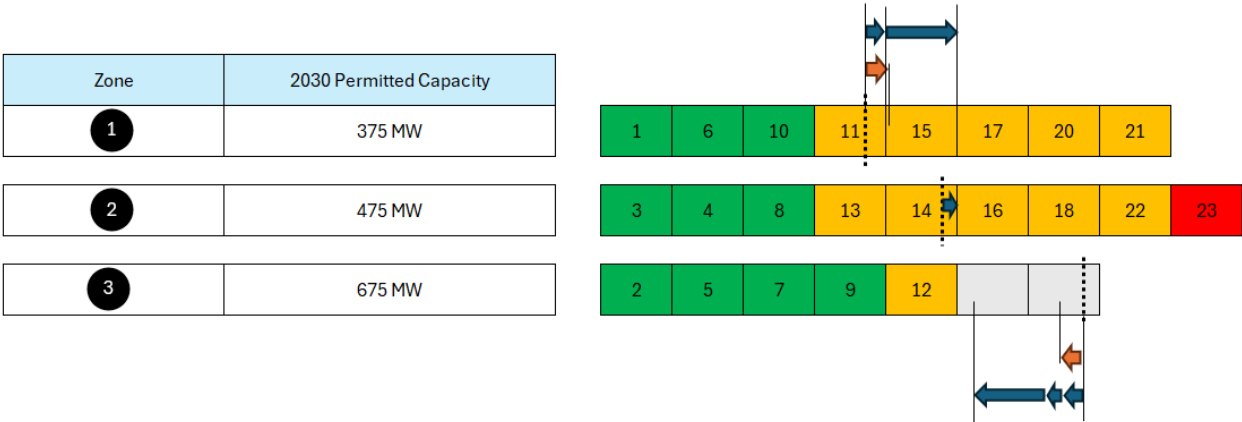 Zone 2030 Permitted Capacity
1 375 MW 1 6 10 11 15 17 20 21
2 475 MW 3 4 8 13 14 16 18 22 23
3 675 MW 2 5 7 9 12